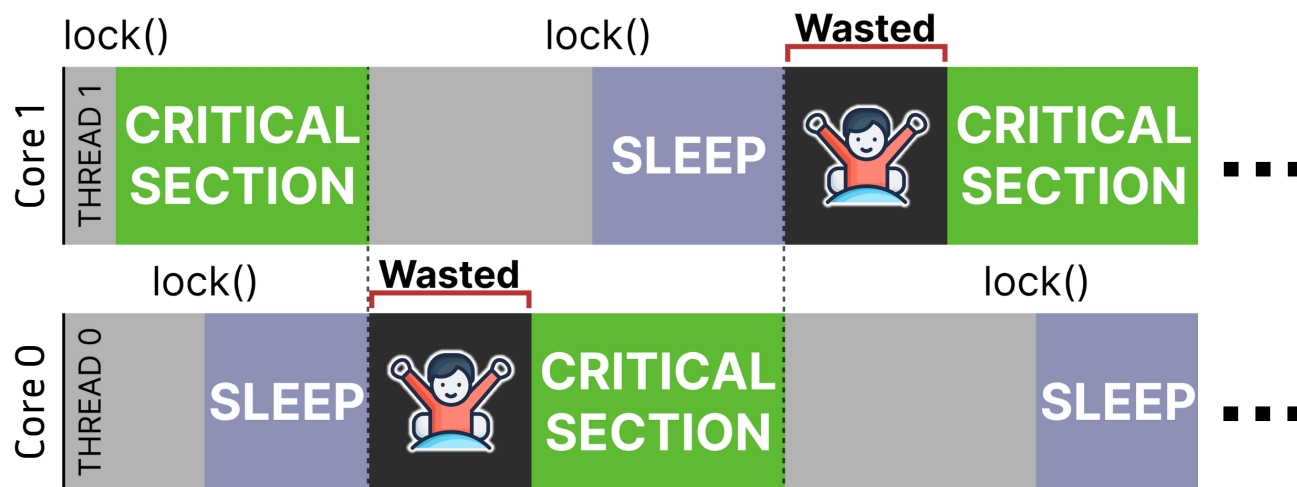 lock()
lock()
Wasted
Core 1
THREAD 1
CRITICAL
SECTION
SLEEP
CRITICAL
SECTION
...
lock()
Wasted
lock()
Core 0
THREAD 0
SLEEP
CRITICAL
SECTION
SLEEP
...